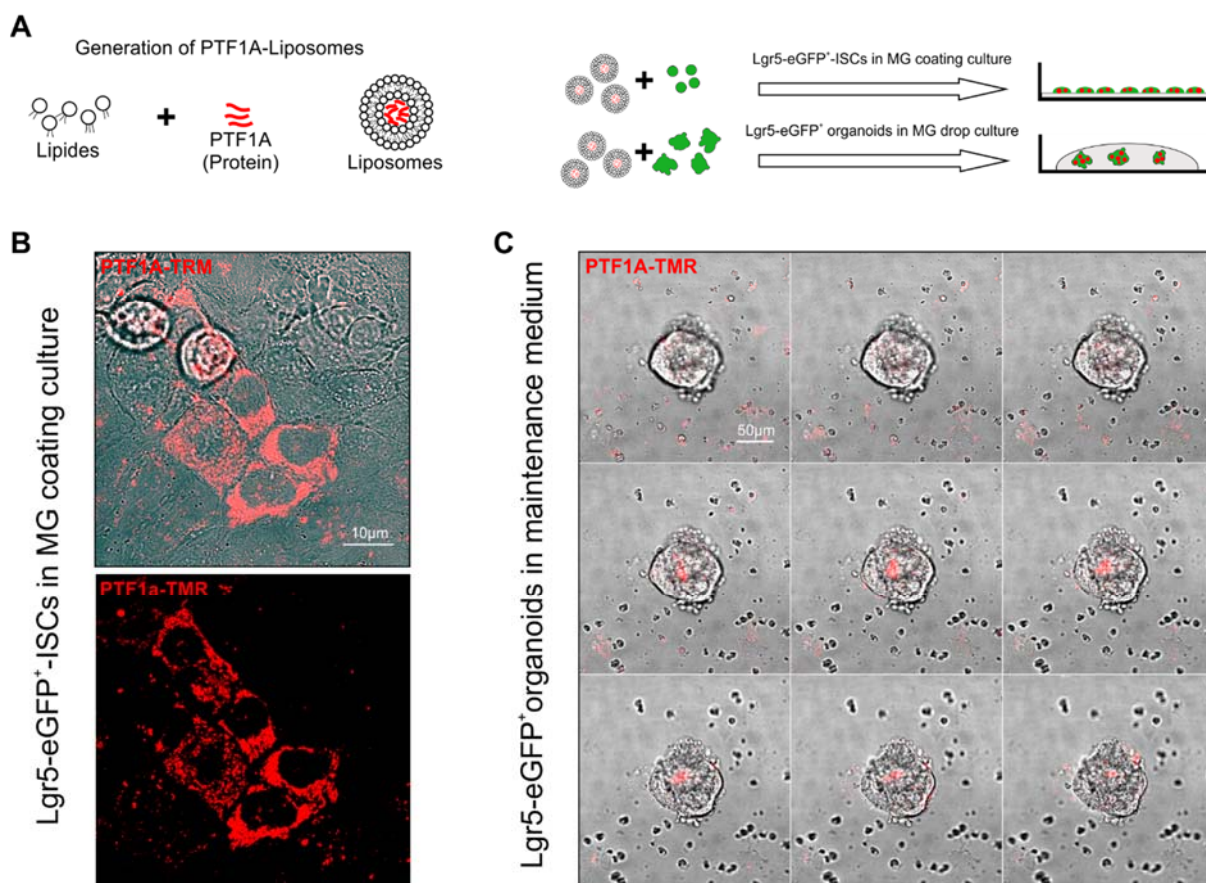 A
Generation of PTF1A-Liposomes
Lipides
+
PTF1A
(Protein)
Liposomes
+
Lgr5-eGFP⁺-ISCs in MG coating culture
+
Lgr5-eGFP⁺ organoids in MG drop culture
B
Lgr5-eGFP⁺-ISCs in MG coating culture
PTF1A-TRM
10µm
PTF1a-TMR
C
Lgr5-eGFP⁺organoids in maintenance medium
PTF1A-TMR
50µm